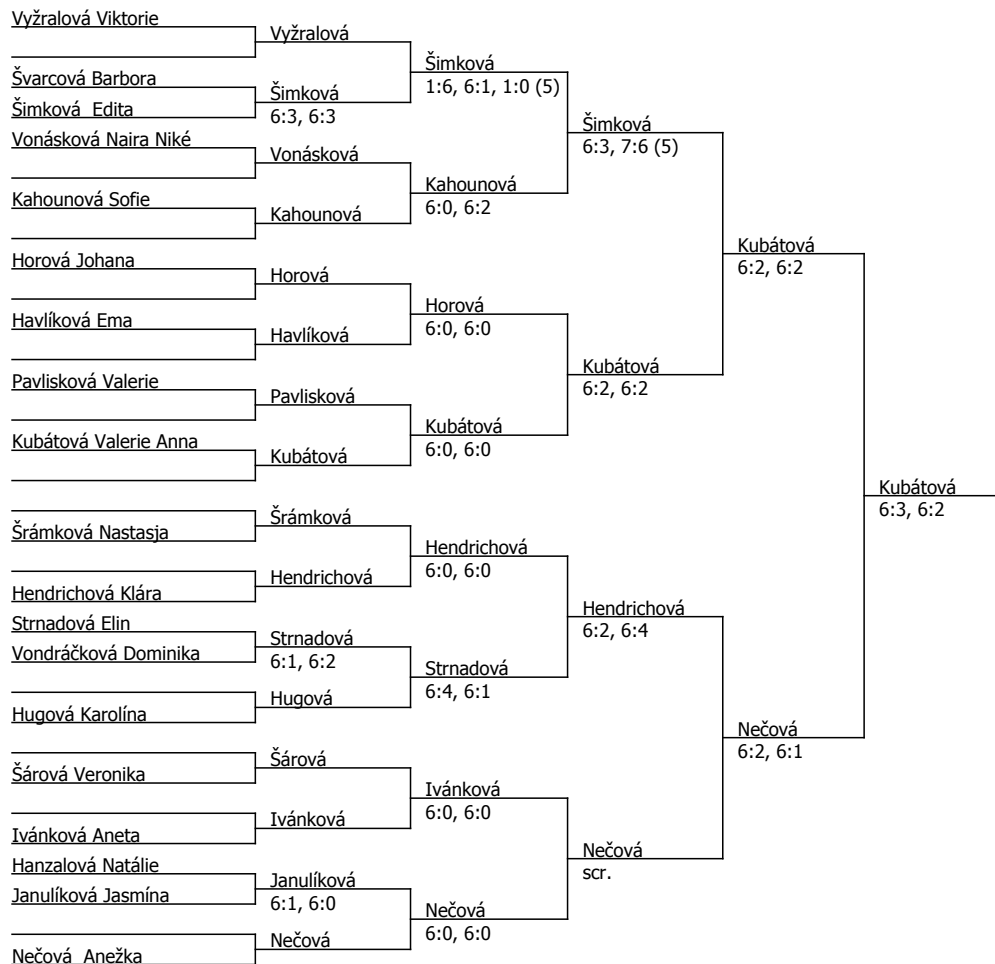 Vyžralová Viktorie
Švarcová Barbora
Šimková  Edita
Vonásková Naira Niké
Kahounová Sofie
Horová Johana
Havlíková Ema
Pavlisková Valerie
Kubátová Valerie Anna
Šrámková Nastasja
Hendrichová Klára
Strnadová Elin
Vondráčková Dominika
Hugová Karolína
Šárová Veronika
Ivánková Aneta
Hanzalová Natálie
Janulíková Jasmína
Nečová  Anežka
Vyžralová
Šimková
6:3, 6:3
Vonásková
Kahounová
Horová
Havlíková
Pavlisková
Kubátová
Šrámková
Hendrichová
Strnadová
6:1, 6:2
Hugová
Šárová
Ivánková
Janulíková
6:1, 6:0
Nečová
Šimková
1:6, 6:1, 1:0 (5)
Kahounová
6:0, 6:2
Horová
6:0, 6:0
Kubátová
6:0, 6:0
Hendrichová
6:0, 6:0
Strnadová
6:4, 6:1
Ivánková
6:0, 6:0
Nečová
6:0, 6:0
Šimková
6:3, 7:6 (5)
Kubátová
6:2, 6:2
Hendrichová
6:2, 6:4
Nečová
scr.
Kubátová
6:2, 6:2
Nečová
6:2, 6:1
Kubátová
6:3, 6:2